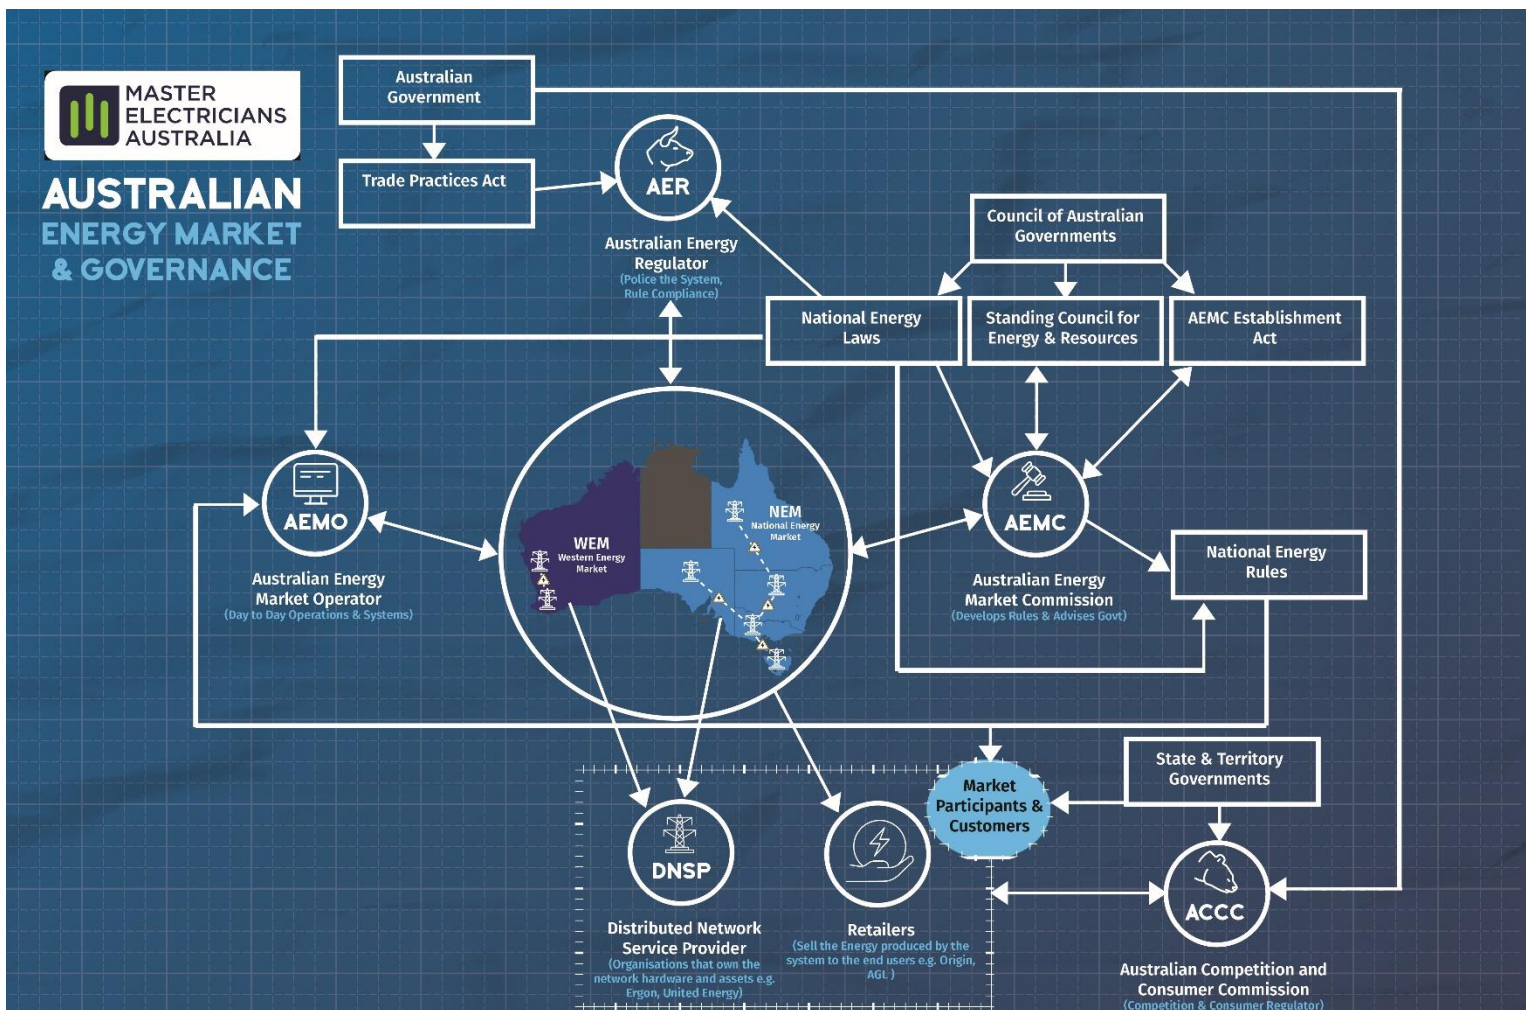 MASTER
ELECTRICIANS
AUSTRALIA
AUSTRALIAN
ENERGY MARKET
& GOVERNANCE
Australian
Government
Trade Practices Act
AER
Australian Energy
Regulator
(Police the System,
Rule Compliance)
Council of Australian
Governments
National Energy
Laws
Standing Council for
Energy & Resources
AEMC Establishment
Act
AEMO
Australian Energy
Market Operator
(Day to Day Operations & Systems)
WEM
Western Energy
Market
NEM
National Energy
Market
AEMC
Australian Energy
Market Commission
(Develops Rules & Advises Govt)
National Energy
Rules
State & Territory
Governments
Market
Participants &
Customers
DNSP
Distributed Network
Service Provider
(Organisations that own the
network hardware and assets e.g.
Ergon, United Energy)
Retailers
(Sell the Energy produced by the
system to the end users e.g. Origin,
AGL )
ACCC
Australian Competition and
Consumer Commission
(Competition & Consumer Regulator)